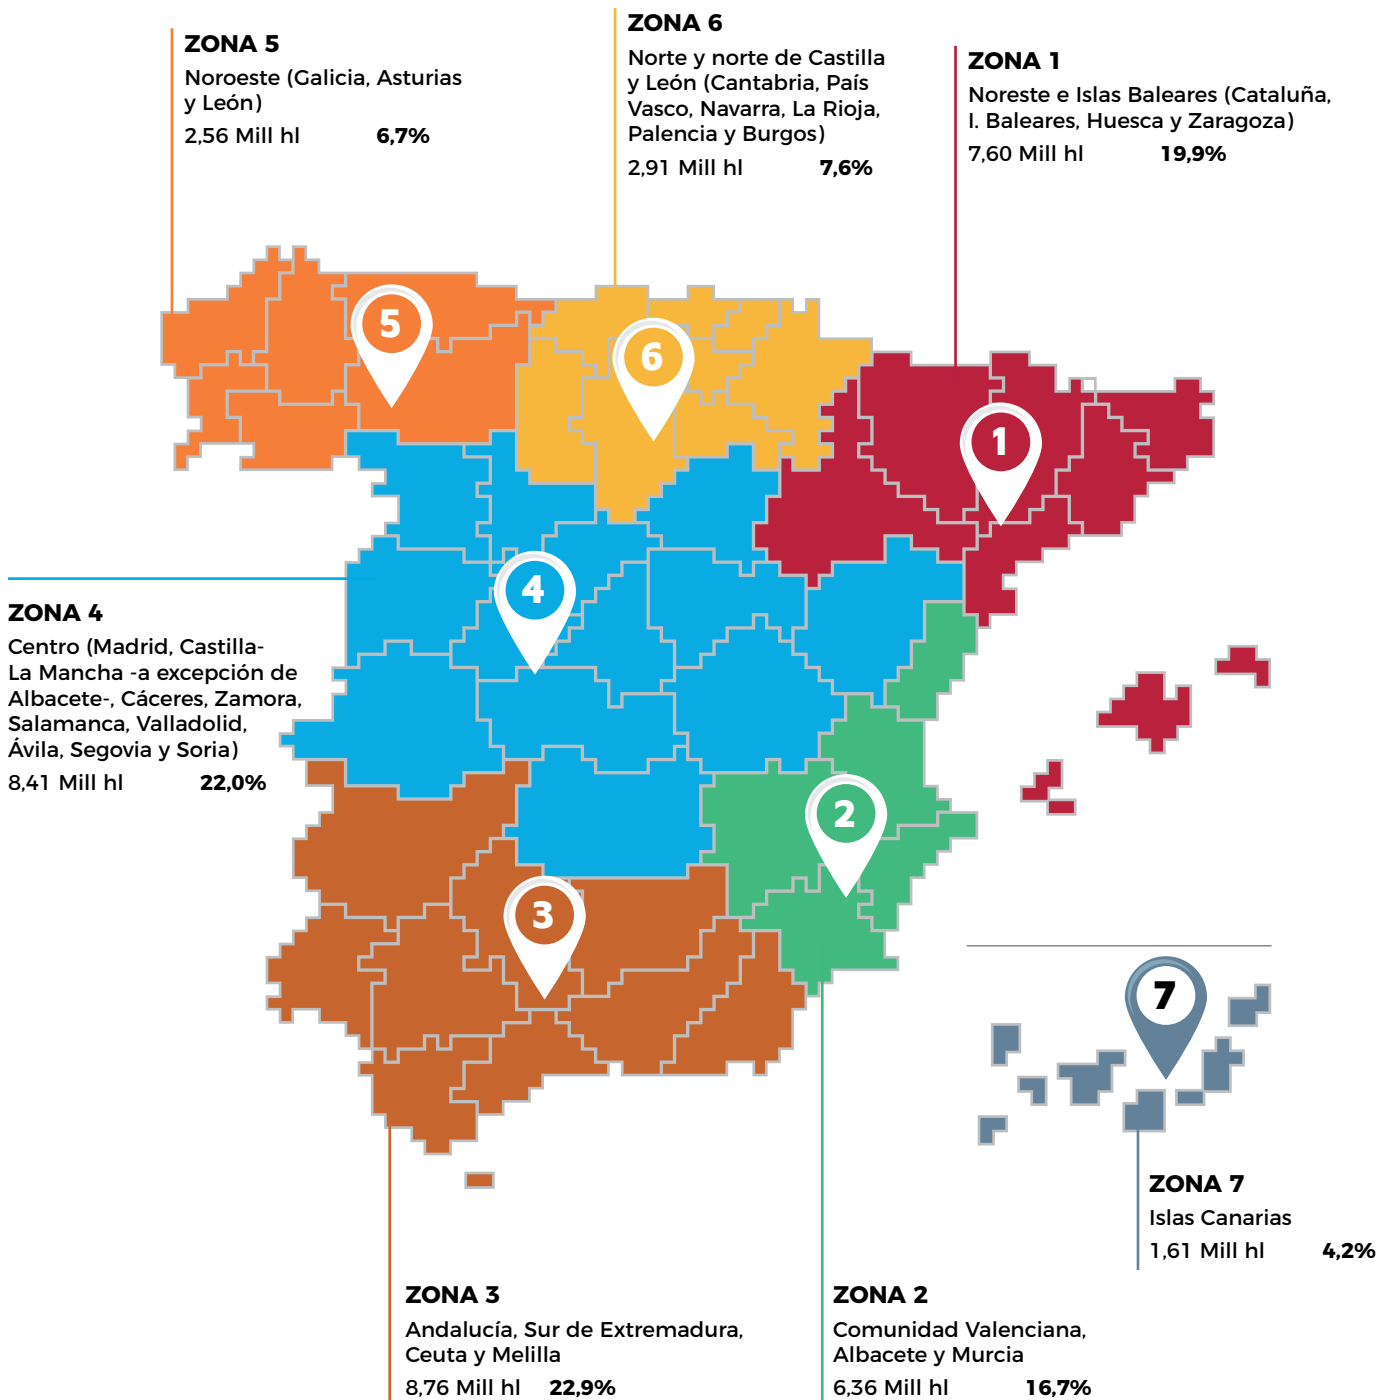 ZONA 5
Noroeste (Galicia, Asturias
y León)
2,56 Mill hl 6,7%
ZONA 6
Norte y norte de Castilla
y León (Cantabria, País
Vasco, Navarra, La Rioja,
Palencia y Burgos)
2,91 Mill hl 7,6%
ZONA 1
Noreste e Islas Baleares (Cataluña,
I. Baleares, Huesca y Zaragoza)
7,60 Mill hl 19,9%
5
6
1
4
ZONA 4
Centro (Madrid, Castilla-
La Mancha -a excepción de
Albacete-, Cáceres, Zamora,
Salamanca, Valladolid,
Ávila, Segovia y Soria)
8,41 Mill hl 22,0%
2
3
7
ZONA 7
Islas Canarias
1,61 Mill hl 4,2%
ZONA 3
Andalucía, Sur de Extremadura,
Ceuta y Melilla
8,76 Mill hl 22,9%
ZONA 2
Comunidad Valenciana,
Albacete y Murcia
6,36 Mill hl 16,7%